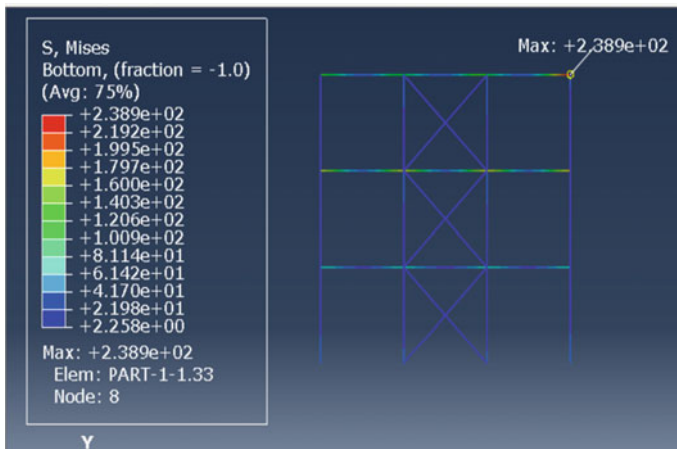 S, Mises
Bottom, (fraction = -1.0)
(Avg: 75%)
+2.389e+02
+2.192e+02
+1.995e+02
+1.797e+02
+1.600e+02
+1.403e+02
+1.206e+02
+1.009e+02
+8.114e+01
+6.142e+01
+4.170e+01
+2.198e+01
+2.258e+00
Max: +2.389e+02
Elem: PART-1-1.33
Node: 8
Y
Max: +2.389e+02